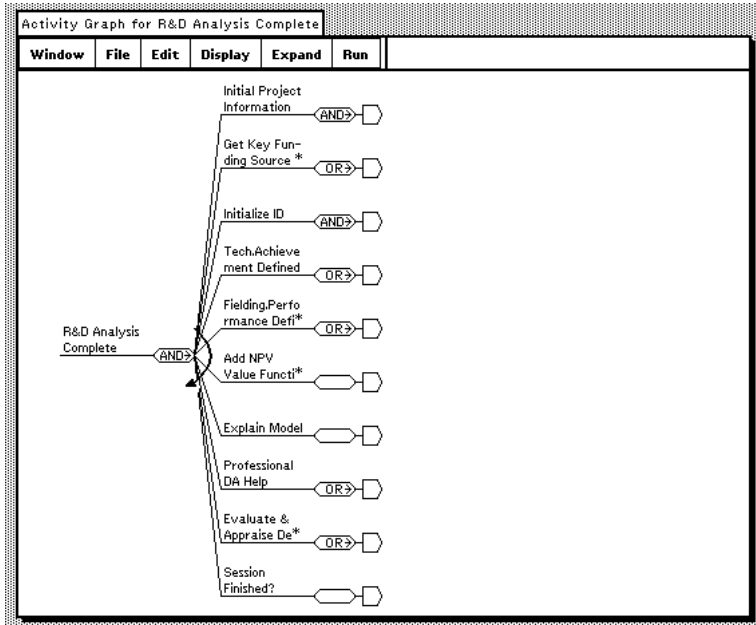 Activity Graph for R&D Analysis Complete
Window File Edit Display Expand Run
Initial Project
Information AND→
Get Key Fun-
ding Source * OR→
Initialize ID AND→
Tech.Achieve
ment Defined OR→
Fielding.Perfo
rmance Defi* OR→
R&D Analysis
Complete AND→
Add NPV
Value Functi*
Explain Model
Professional
DA Help OR→
Evaluate &
Appraise De* OR→
Session
Finished?